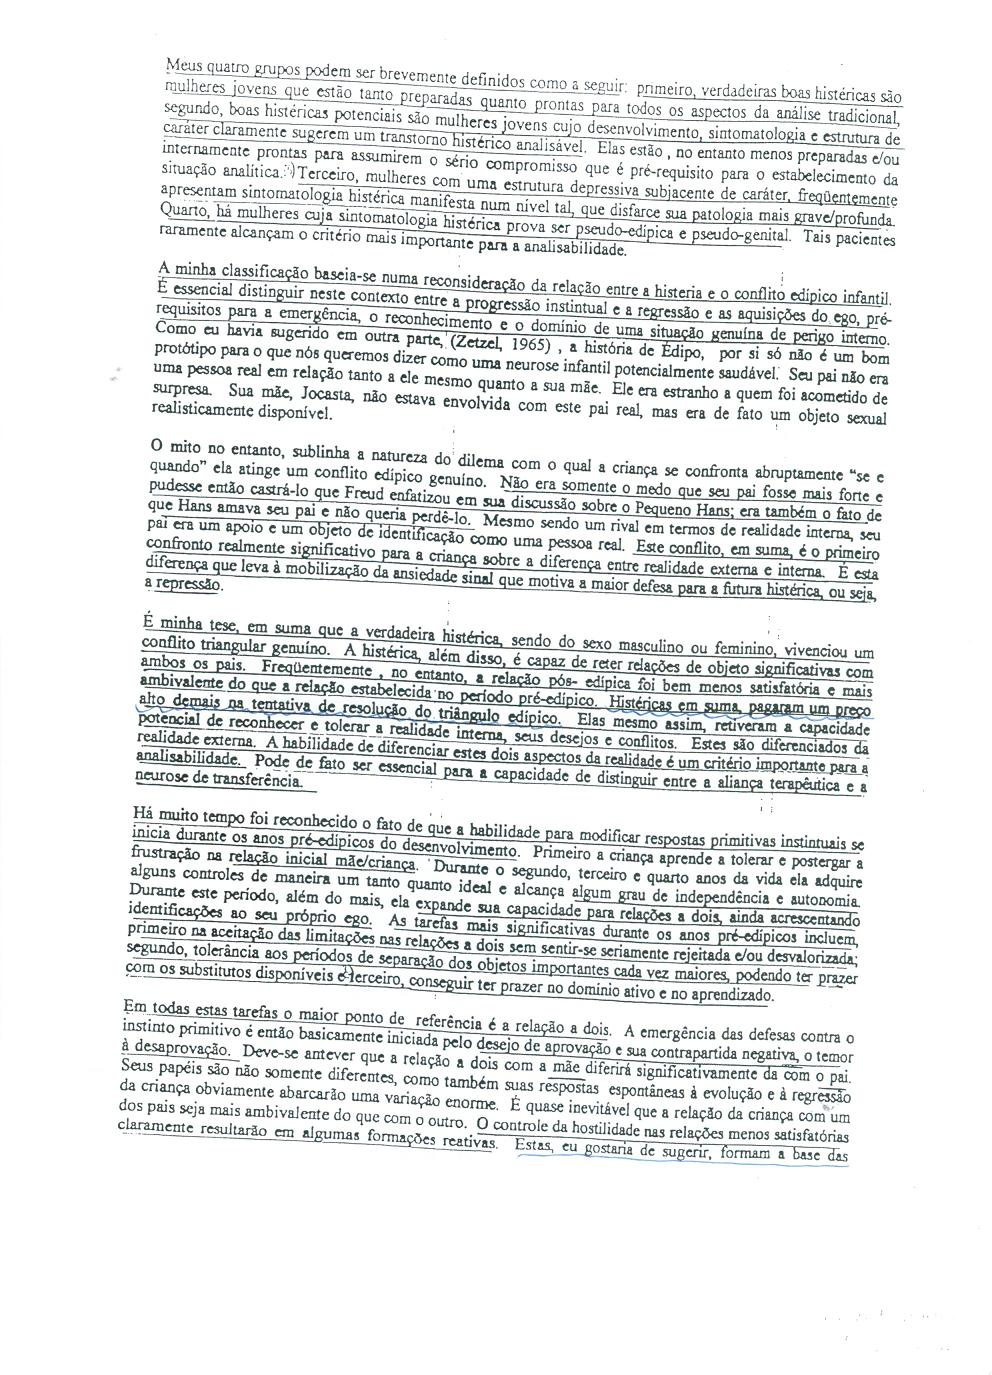 Meus quatro grupos podem ser brevemente definidos como a seguir: primeiro, verdadeiras boas histéricas são
mulheres jovens que estão tanto preparadas quanto prontas para todos os aspectos da análise tradicional,
segundo, boas histéricas potenciais são mulheres jovens cujo desenvolvimento, sintomatologia e estrutura de
caráter claramente sugerem um transtorno histérico analisável. Elas estão , no entanto menos preparadas e/ou
internamente prontas para assumirem o sério compromisso que é pré-requisito para o estabelecimento da
situação analítica. Terceiro, mulheres com uma estrutura depressiva subjacente de caráter, freqüentemente
apresentam sintomatologia histérica manifesta num nível tal, que disfarce sua patologia mais grave/profunda.
Quarto, há mulheres cuja sintomatologia histérica prova ser pseudo-edípica e pseudo-genital. Tais pacientes
raramente alcançam o critério mais importante para a analisabilidade.
A minha classificação baseia-se numa reconsideração da relação entre a histeria e o conflito edípico infantil.
É essencial distinguir neste contexto entre a progressão instintual e a regressão e as aquisições do ego, pré-
requisitos para a emergência, o reconhecimento e o domínio de uma situação genuína de perigo interno.
Como eu havia sugerido em outra parte, (Zetzel, 1965) , a história de Édipo, por si só não é um bom
protótipo para o que nós queremos dizer como uma neurose infantil potencialmente saudável. Seu pai não era
uma pessoa real em relação tanto a ele mesmo quanto a sua mãe. Ele era estranho a quem foi acometido de
surpresa. Sua mãe, Jocasta, não estava envolvida com este pai real, mas era de fato um objeto sexual
realisticamente disponível.
O mito no entanto, sublinha a natureza do dilema com o qual a criança se confronta abruptamente “se e
quando” ela atinge um conflito edípico genuíno. Não era somente o medo que seu pai fosse mais forte e
pudesse então castrá-lo que Freud enfatizou em sua discussão sobre o Pequeno Hans; era também o fato de
que Hans amava seu pai e não queria perdê-lo. Mesmo sendo um rival em termos de realidade interna, seu
pai era um apoio e um objeto de identificação como uma pessoa real. Este conflito, em suma, é o primeiro
confronto realmente significativo para a criança sobre a diferença entre realidade externa e interna. É esta
diferença que leva à mobilização da ansiedade sinal que motiva a maior defesa para a futura histérica, ou seja,
a repressão.
É minha tese, em suma que a verdadeira histérica, sendo do sexo masculino ou feminino, vivenciou um
conflito triangular genuíno. A histérica, além disso, é capaz de reter relações de objeto significativas com
ambos os pais. Freqüentemente , no entanto, a relação pós- edípica foi bem menos satisfatória e mais
ambivalente do que a relação estabelecida no período pré-edípico. Histéricas em suma, pagaram um preço
alto demais na tentativa de resolução do triângulo edípico. Elas mesmo assim, retiveram a capacidade
potencial de reconhecer e tolerar a realidade interna, seus desejos e conflitos. Estes são diferenciados da
realidade externa. A habilidade de diferenciar estes dois aspectos da realidade é um critério importante para a
analisabilidade. Pode de fato ser essencial para a capacidade de distinguir entre a aliança terapêutica e a
neurose de transferência.
Há muito tempo foi reconhecido o fato de que a habilidade para modificar respostas primitivas instintuais se
inicia durante os anos pré-edípicos do desenvolvimento. Primeiro a criança aprende a tolerar e postergar a
frustração na relação inicial mãe/criança. Durante o segundo, terceiro e quarto anos da vida ela adquire
alguns controles de maneira um tanto quanto ideal e alcança algum grau de independência e autonomia.
Durante este período, além do mais, ela expande sua capacidade para relações a dois, ainda acrescentando
identificações ao seu próprio ego. As tarefas mais significativas durante os anos pré-edípicos incluem,
primeiro na aceitação das limitações nas relações a dois sem sentir-se seriamente rejeitada e/ou desvalorizada;
segundo, tolerância aos períodos de separação dos objetos importantes cada vez maiores, podendo ter prazer
com os substitutos disponíveis e terceiro, conseguir ter prazer no domínio ativo e no aprendizado.
Em todas estas tarefas o maior ponto de referência é a relação a dois. A emergência das defesas contra o
instinto primitivo é então basicamente iniciada pelo desejo de aprovação e sua contrapartida negativa, o temor
à desaprovação. Deve-se antever que a relação a dois com a mãe diferirá significativamente da com o pai.
Seus papéis são não somente diferentes, como também suas respostas espontâneas à evolução e à regressão
da criança obviamente abarcarão uma variação enorme. É quase inevitável que a relação da criança com um
dos pais seja mais ambivalente do que com o outro. O controle da hostilidade nas relações menos satisfatórias
claramente resultarão em algumas formações reativas. Estas, eu gostaria de sugerir, formam a base das